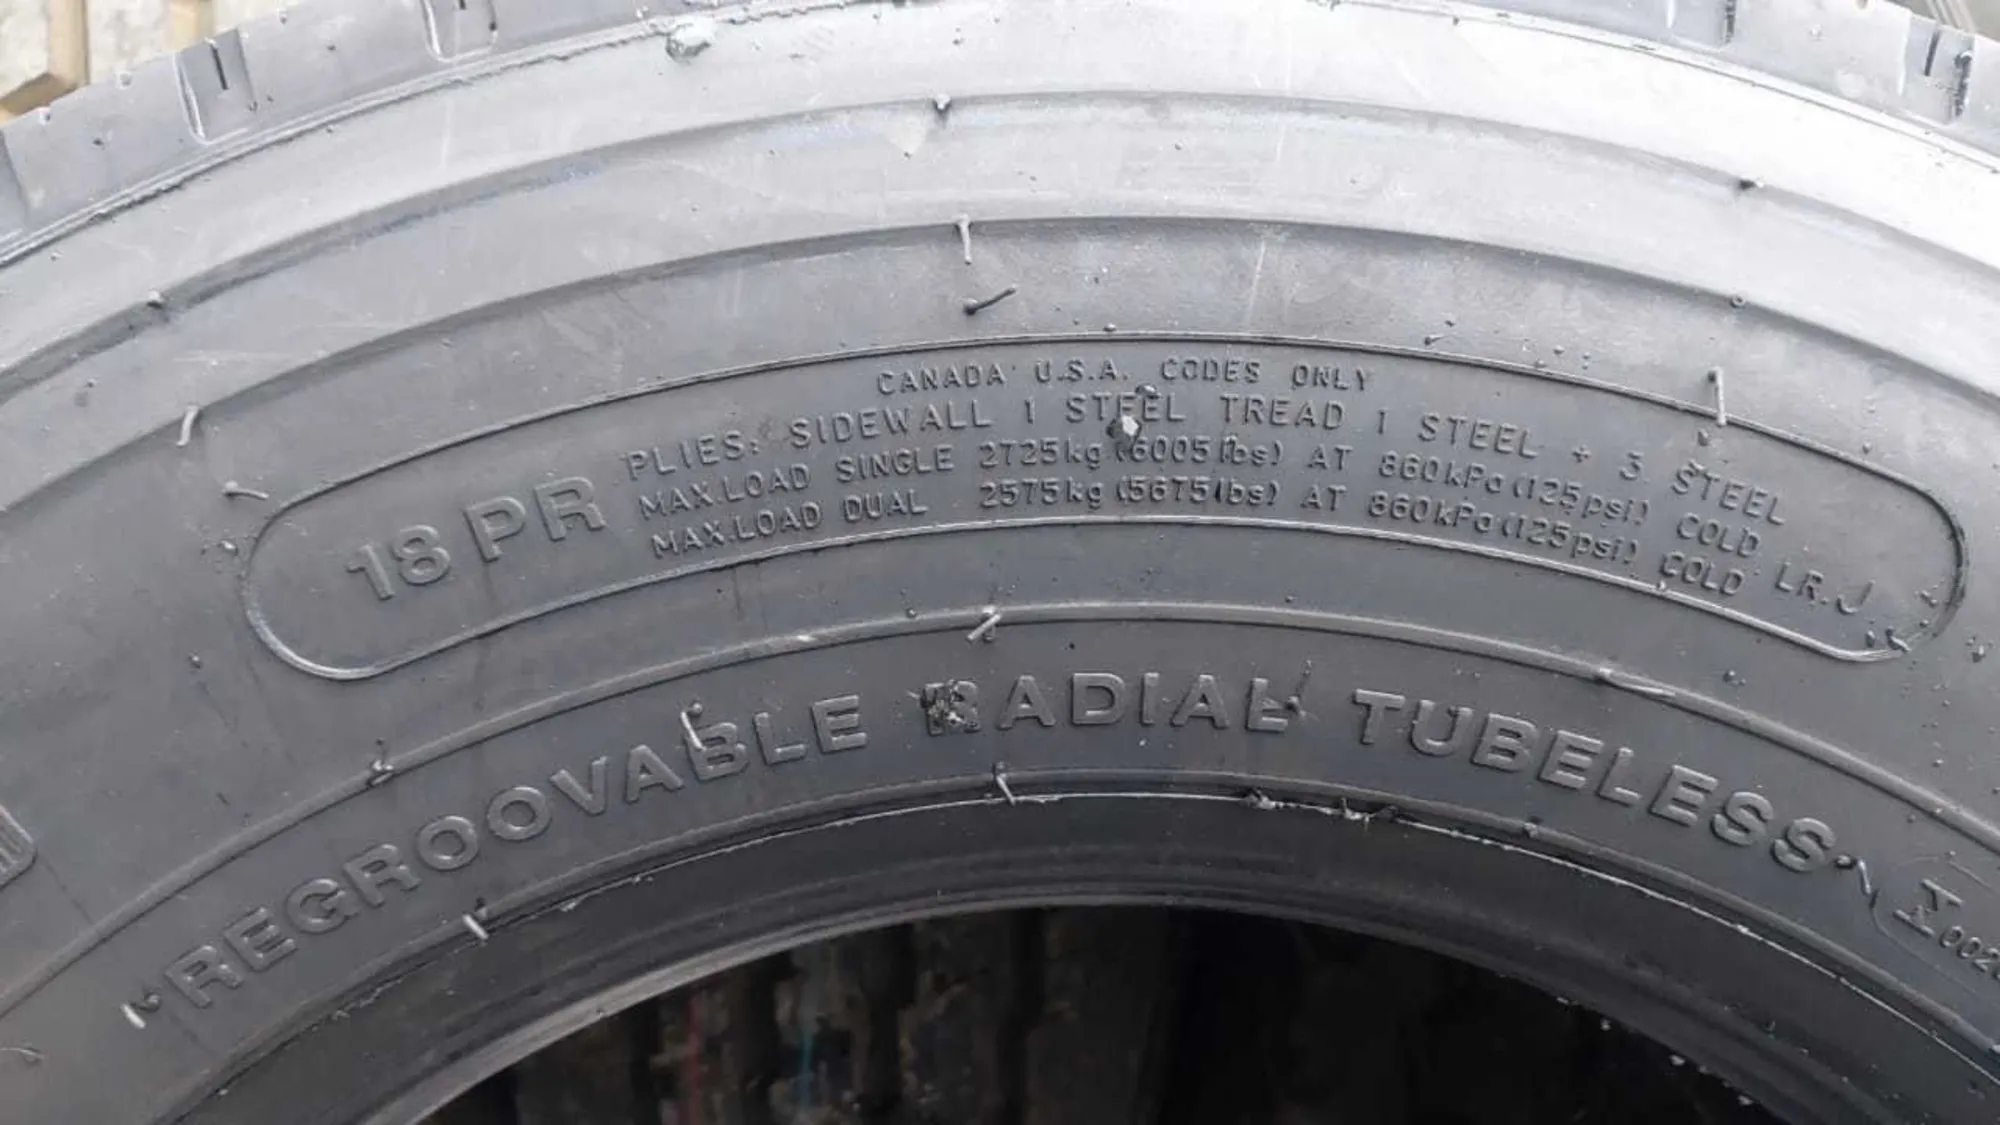 CANADA U.S.A. CODES ONLY
18 PR
PLIES: SIDEWALL 1 STEEL TREAD 1 STEEL + 3 STEEL
MAX.LOAD SINGLE 2725kg (6005lbs) AT 860kPa (125psi) COLD LR.J
MAX.LOAD DUAL 2575kg (5675lbs) AT 860kPa (125psi) COLD
"REGROOVABLE RADIAL TUBELESS"